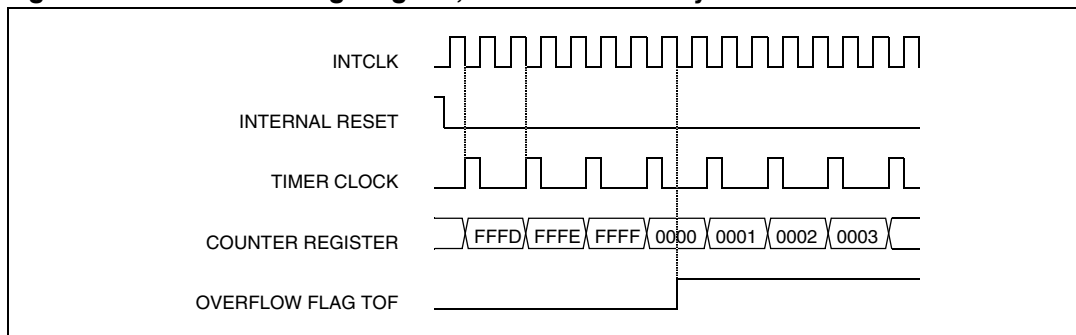 INTCLK
INTERNAL RESET
TIMER CLOCK
COUNTER REGISTER FFFD FFFE FFFF 0000 0001 0002 0003
OVERFLOW FLAG TOF